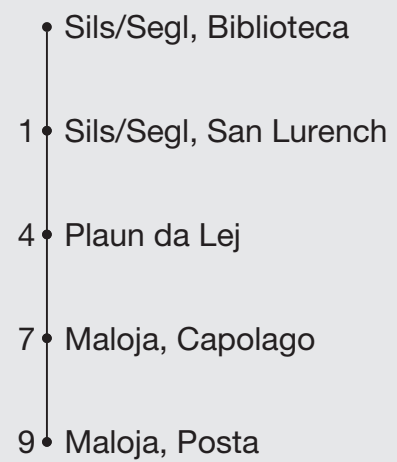 Sils/Segl, Biblioteca
1 Sils/Segl, San Lurench
4 Plaun da Lej
7 Maloja, Capolago
9 Maloja, Posta